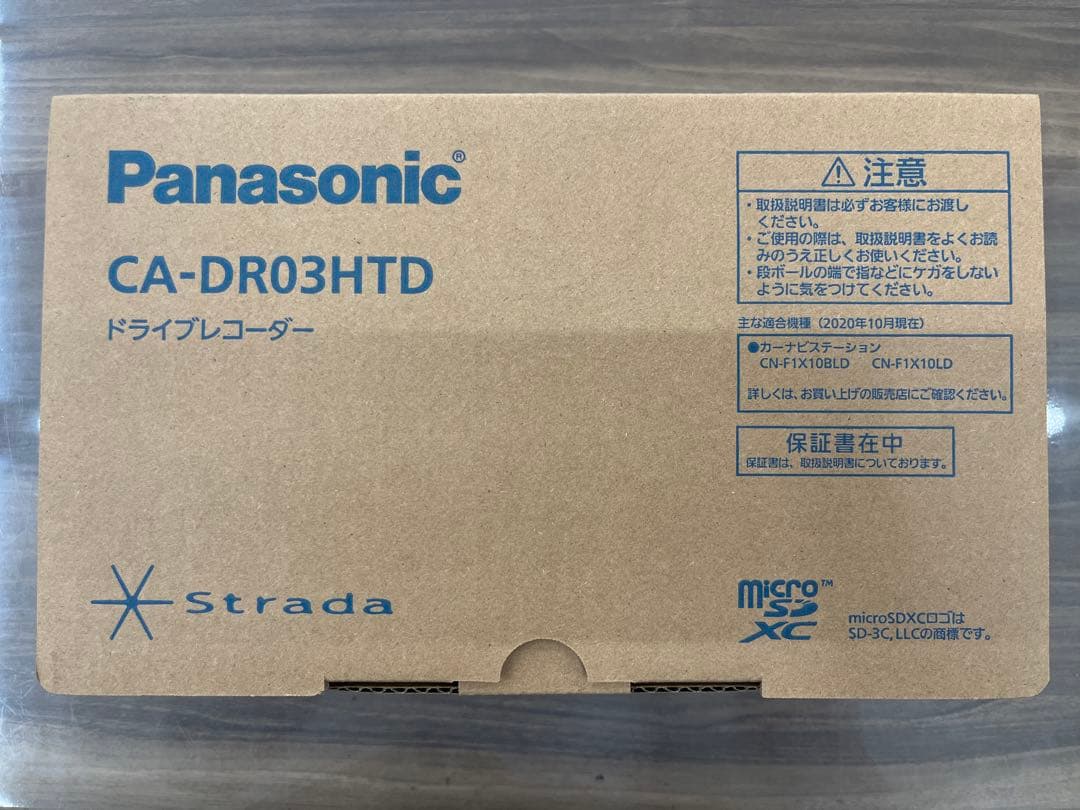 Panasonic®
CA-DR03HTD
ドライブレコーダー
⚠注意
・取扱説明書は必ずお客様にお渡し
ください。
・ご使用の際は、取扱説明書をよくお読
みのうえ正しくお使いください。
・段ボールの端で指などにケガをしない
ように気をつけてください。
主な適合機種（2020年10月現在）
●カーナビステーション
CN-F1X10BLD CN-F1X10LD
詳しくは、お買い上げの販売店にご確認ください。
保証書在中
保証書は、取扱説明書についております。
Strada
micro™
SD
XC
microSDXCロゴは
SD-3C, LLCの商標です。